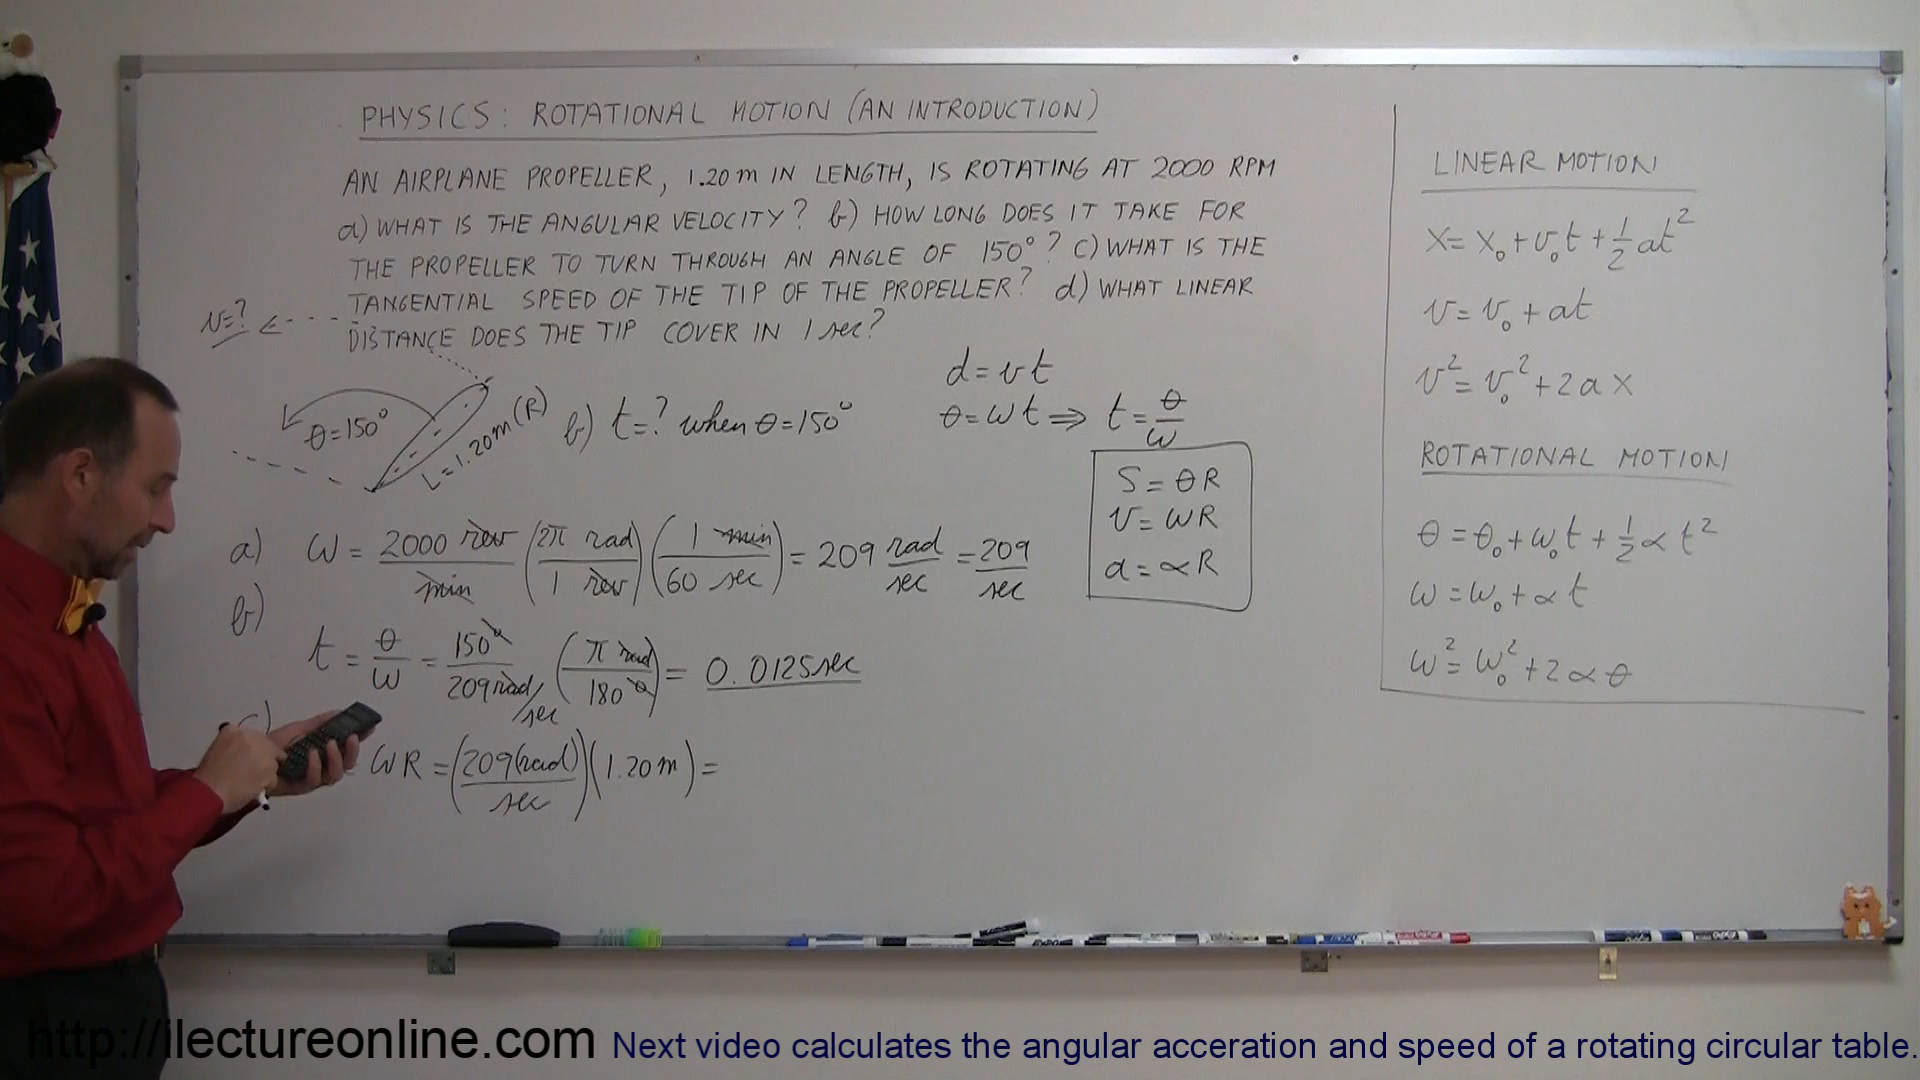 PHYSICS: ROTATIONAL MOTION (AN INTRODUCTION)
AN AIRPLANE PROPELLER, 1.20 m IN LENGTH, IS ROTATING AT 2000 RPM
a) WHAT IS THE ANGULAR VELOCITY? b) HOW LONG DOES IT TAKE FOR
THE PROPELLER TO TURN THROUGH AN ANGLE OF 150°? c) WHAT IS THE
TANGENTIAL SPEED OF THE TIP OF THE PROPELLER? d) WHAT LINEAR
DISTANCE DOES THE TIP COVER IN 1 sec?
v=?
θ=150°
L=1.20m (R)
b) t=? when θ=150°
d = vt
θ = ωt ⇒ t = θ/ω
S = θR
v = ωR
a = αR
a) ω = 2000 rev/min (2π rad/1 rev)(1 min/60 sec) = 209 rad/sec = 209/sec
b)
t = θ/ω = 150°/209 rad/sec (π rad/180°) = 0.0125 sec
c)
ωR = (209(rad)/sec)(1.20 m) =
LINEAR MOTION
x = x₀ + v₀t + ½at²
v = v₀ + at
v² = v₀² + 2ax
ROTATIONAL MOTION
θ = θ₀ + ω₀t + ½αt²
ω = ω₀ + αt
ω² = ω₀² + 2αθ
http://ilectureonline.com Next video calculates the angular acceration and speed of a rotating circular table.